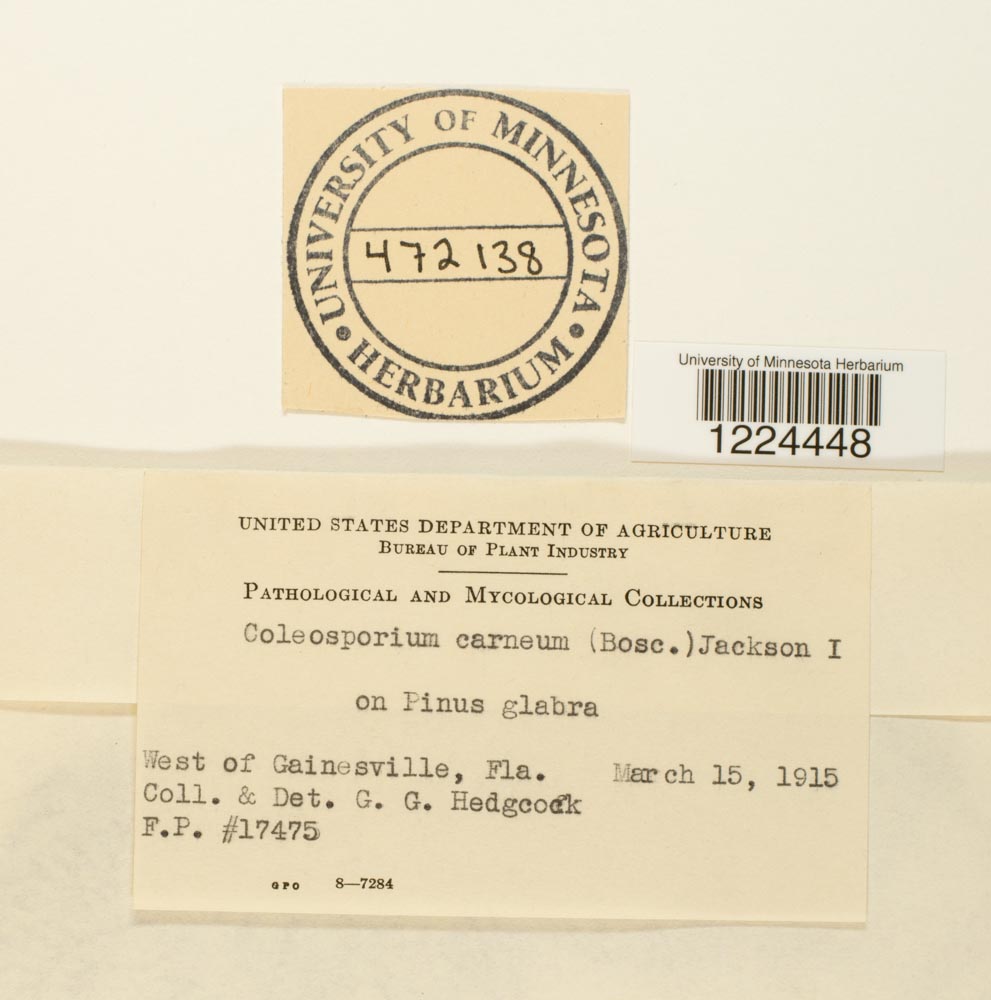 UNIVERSITY OF MINNESOTA
472138
• HERBARIUM •
University of Minnesota Herbarium
1224448
UNITED STATES DEPARTMENT OF AGRICULTURE
BUREAU OF PLANT INDUSTRY
PATHOLOGICAL AND MYCOLOGICAL COLLECTIONS
Coleosporium carneum (Bosc.)Jackson I
on Pinus glabra
West of Gainesville, Fla. March 15, 1915
Coll. & Det. G. G. Hedgcock
F.P. #17475
GPO 8—7284